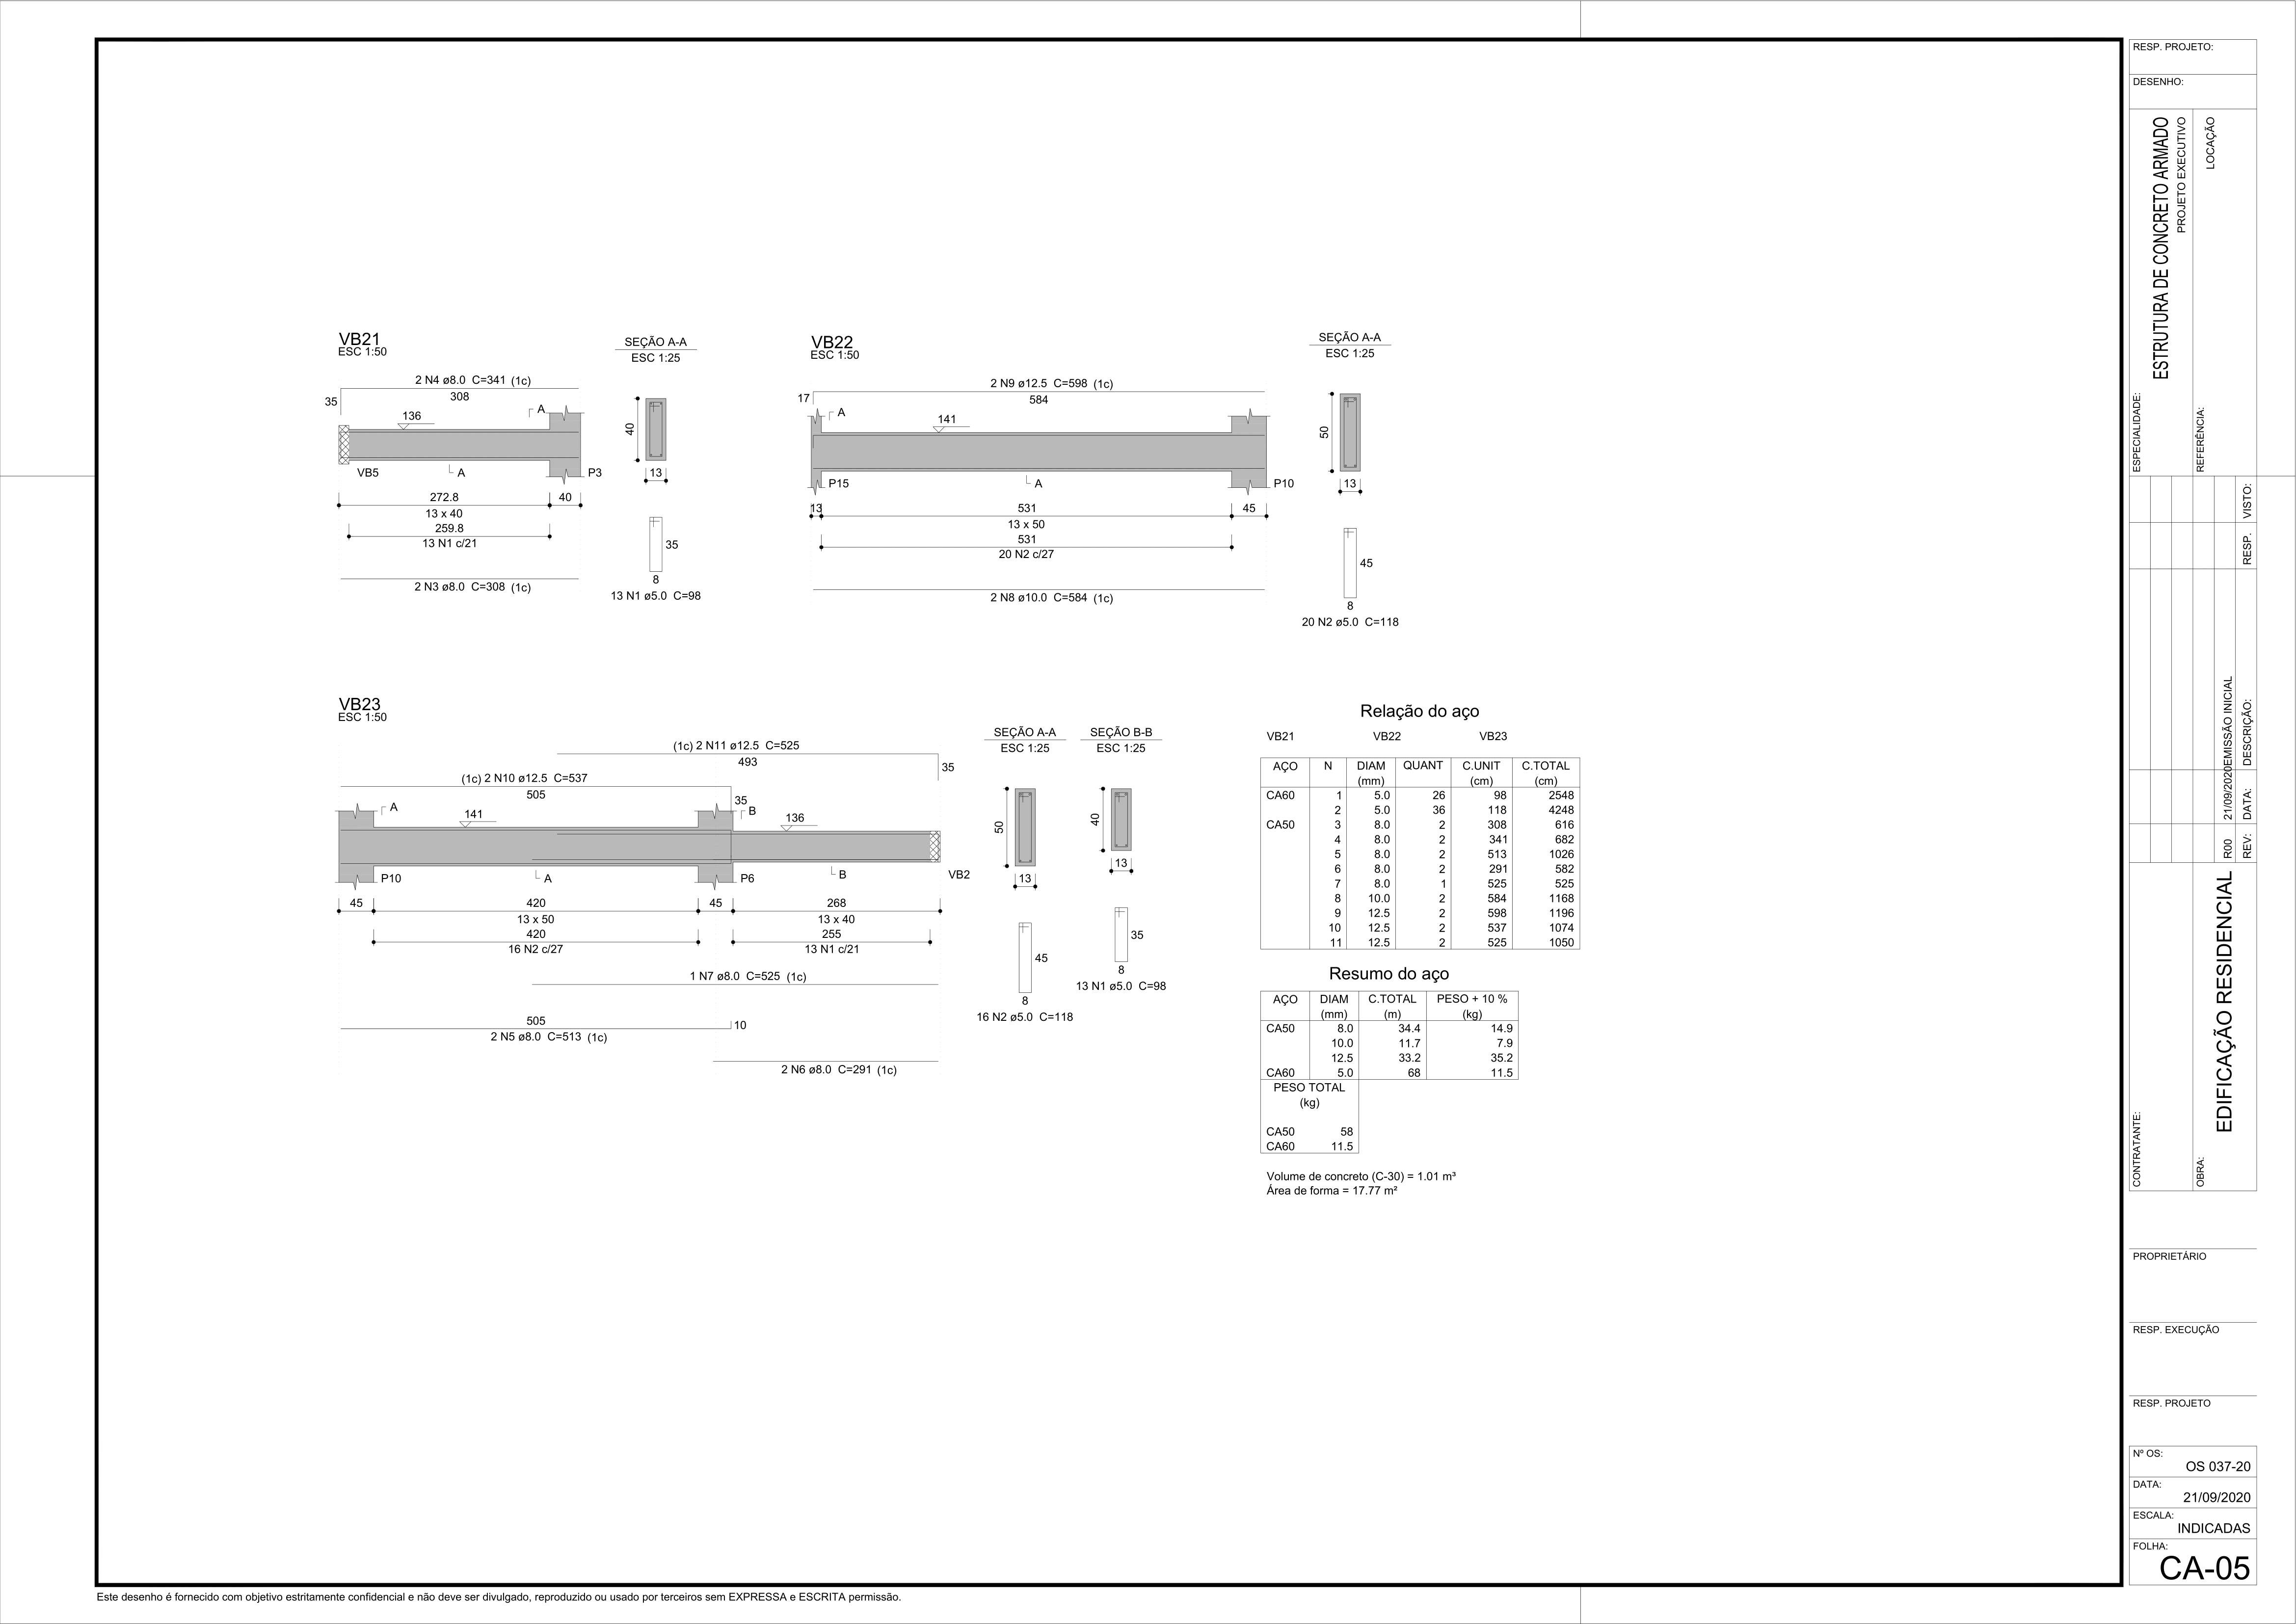 VB21
ESC 1:50
2 N4 ø8.0 C=341 (1c)
308
35
136
A
VB5
A
P3
272.8
40
13 x 40
259.8
13 N1 c/21
2 N3 ø8.0 C=308 (1c)
SEÇÃO A-A
ESC 1:25
40
13
35
8
13 N1 ø5.0 C=98
VB22
ESC 1:50
2 N9 ø12.5 C=598 (1c)
584
17
A
141
P15
A
P10
13
531
45
13 x 50
531
20 N2 c/27
2 N8 ø10.0 C=584 (1c)
SEÇÃO A-A
ESC 1:25
50
13
45
8
20 N2 ø5.0 C=118
VB23
ESC 1:50
(1c) 2 N11 ø12.5 C=525
493
35
(1c) 2 N10 ø12.5 C=537
505
35
A
B
141
136
P10
A
P6
B
VB2
45
420
45
268
13 x 50
13 x 40
420
255
16 N2 c/27
13 N1 c/21
1 N7 ø8.0 C=525 (1c)
505
10
2 N5 ø8.0 C=513 (1c)
2 N6 ø8.0 C=291 (1c)
SEÇÃO A-A
ESC 1:25
50
13
45
8
16 N2 ø5.0 C=118
SEÇÃO B-B
ESC 1:25
40
13
35
8
13 N1 ø5.0 C=98
Relação do aço
VB21 VB22 VB23
AÇO N DIAM QUANT C.UNIT C.TOTAL
(mm) (cm) (cm)
CA60 1 5.0 26 98 2548
2 5.0 36 118 4248
CA50 3 8.0 2 308 616
4 8.0 2 341 682
5 8.0 2 513 1026
6 8.0 2 291 582
7 8.0 1 525 525
8 10.0 2 584 1168
9 12.5 2 598 1196
10 12.5 2 537 1074
11 12.5 2 525 1050
Resumo do aço
AÇO DIAM C.TOTAL PESO + 10 %
(mm) (m) (kg)
CA50 8.0 34.4 14.9
10.0 11.7 7.9
12.5 33.2 35.2
CA60 5.0 68 11.5
PESO TOTAL
(kg)
CA50 58
CA60 11.5
Volume de concreto (C-30) = 1.01 m³
Área de forma = 17.77 m²
RESP. PROJETO:
DESENHO:
ESPECIALIDADE:
ESTRUTURA DE CONCRETO ARMADO
PROJETO EXECUTIVO
REFERÊNCIA:
LOCAÇÃO
R00 21/09/2020 EMISSÃO INICIAL
REV: DATA: DESCRIÇÃO: RESP. VISTO:
CONTRATANTE:
OBRA:
EDIFICAÇÃO RESIDENCIAL
PROPRIETÁRIO
RESP. EXECUÇÃO
RESP. PROJETO
Nº OS:
OS 037-20
DATA:
21/09/2020
ESCALA:
INDICADAS
FOLHA:
CA-05
Este desenho é fornecido com objetivo estritamente confidencial e não deve ser divulgado, reproduzido ou usado por terceiros sem EXPRESSA e ESCRITA permissão.